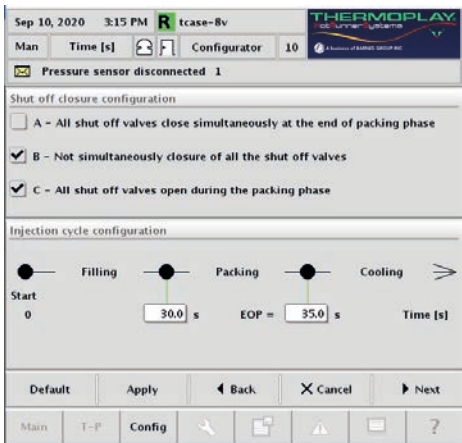 Sep 10, 2020 3:15 PM R tcase-8v
THERMOPLAY
HotRunner Systems
Man Time [s] Configurator 10
A business of BARNES GROUP INC
Pressure sensor disconnected 1
Shut off closure configuration
A - All shut off valves close simultaneously at the end of packing phase
B - Not simultaneously closure of all the shut off valves
C - All shut off valves open during the packing phase
Injection cycle configuration
Filling Packing Cooling
Start
0 30.0 s EOP = 35.0 s Time [s]
Default Apply Back Cancel Next
Main T-P Config ?